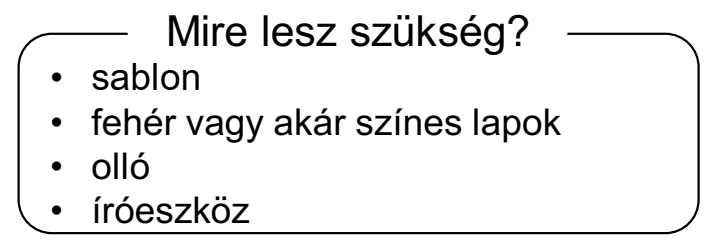 Mire lesz szükség?
• sablon
• fehér vagy akár színes lapok
• olló
• íróeszköz